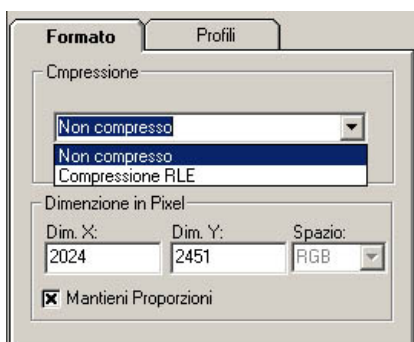 Formato Profili
Cmpressione
Non compresso
Non compresso
Compressione RLE
Dimenzione in Pixel
Dim. X: Dim. Y: Spazio:
2024 2451 RGB
Mantieni Proporzioni